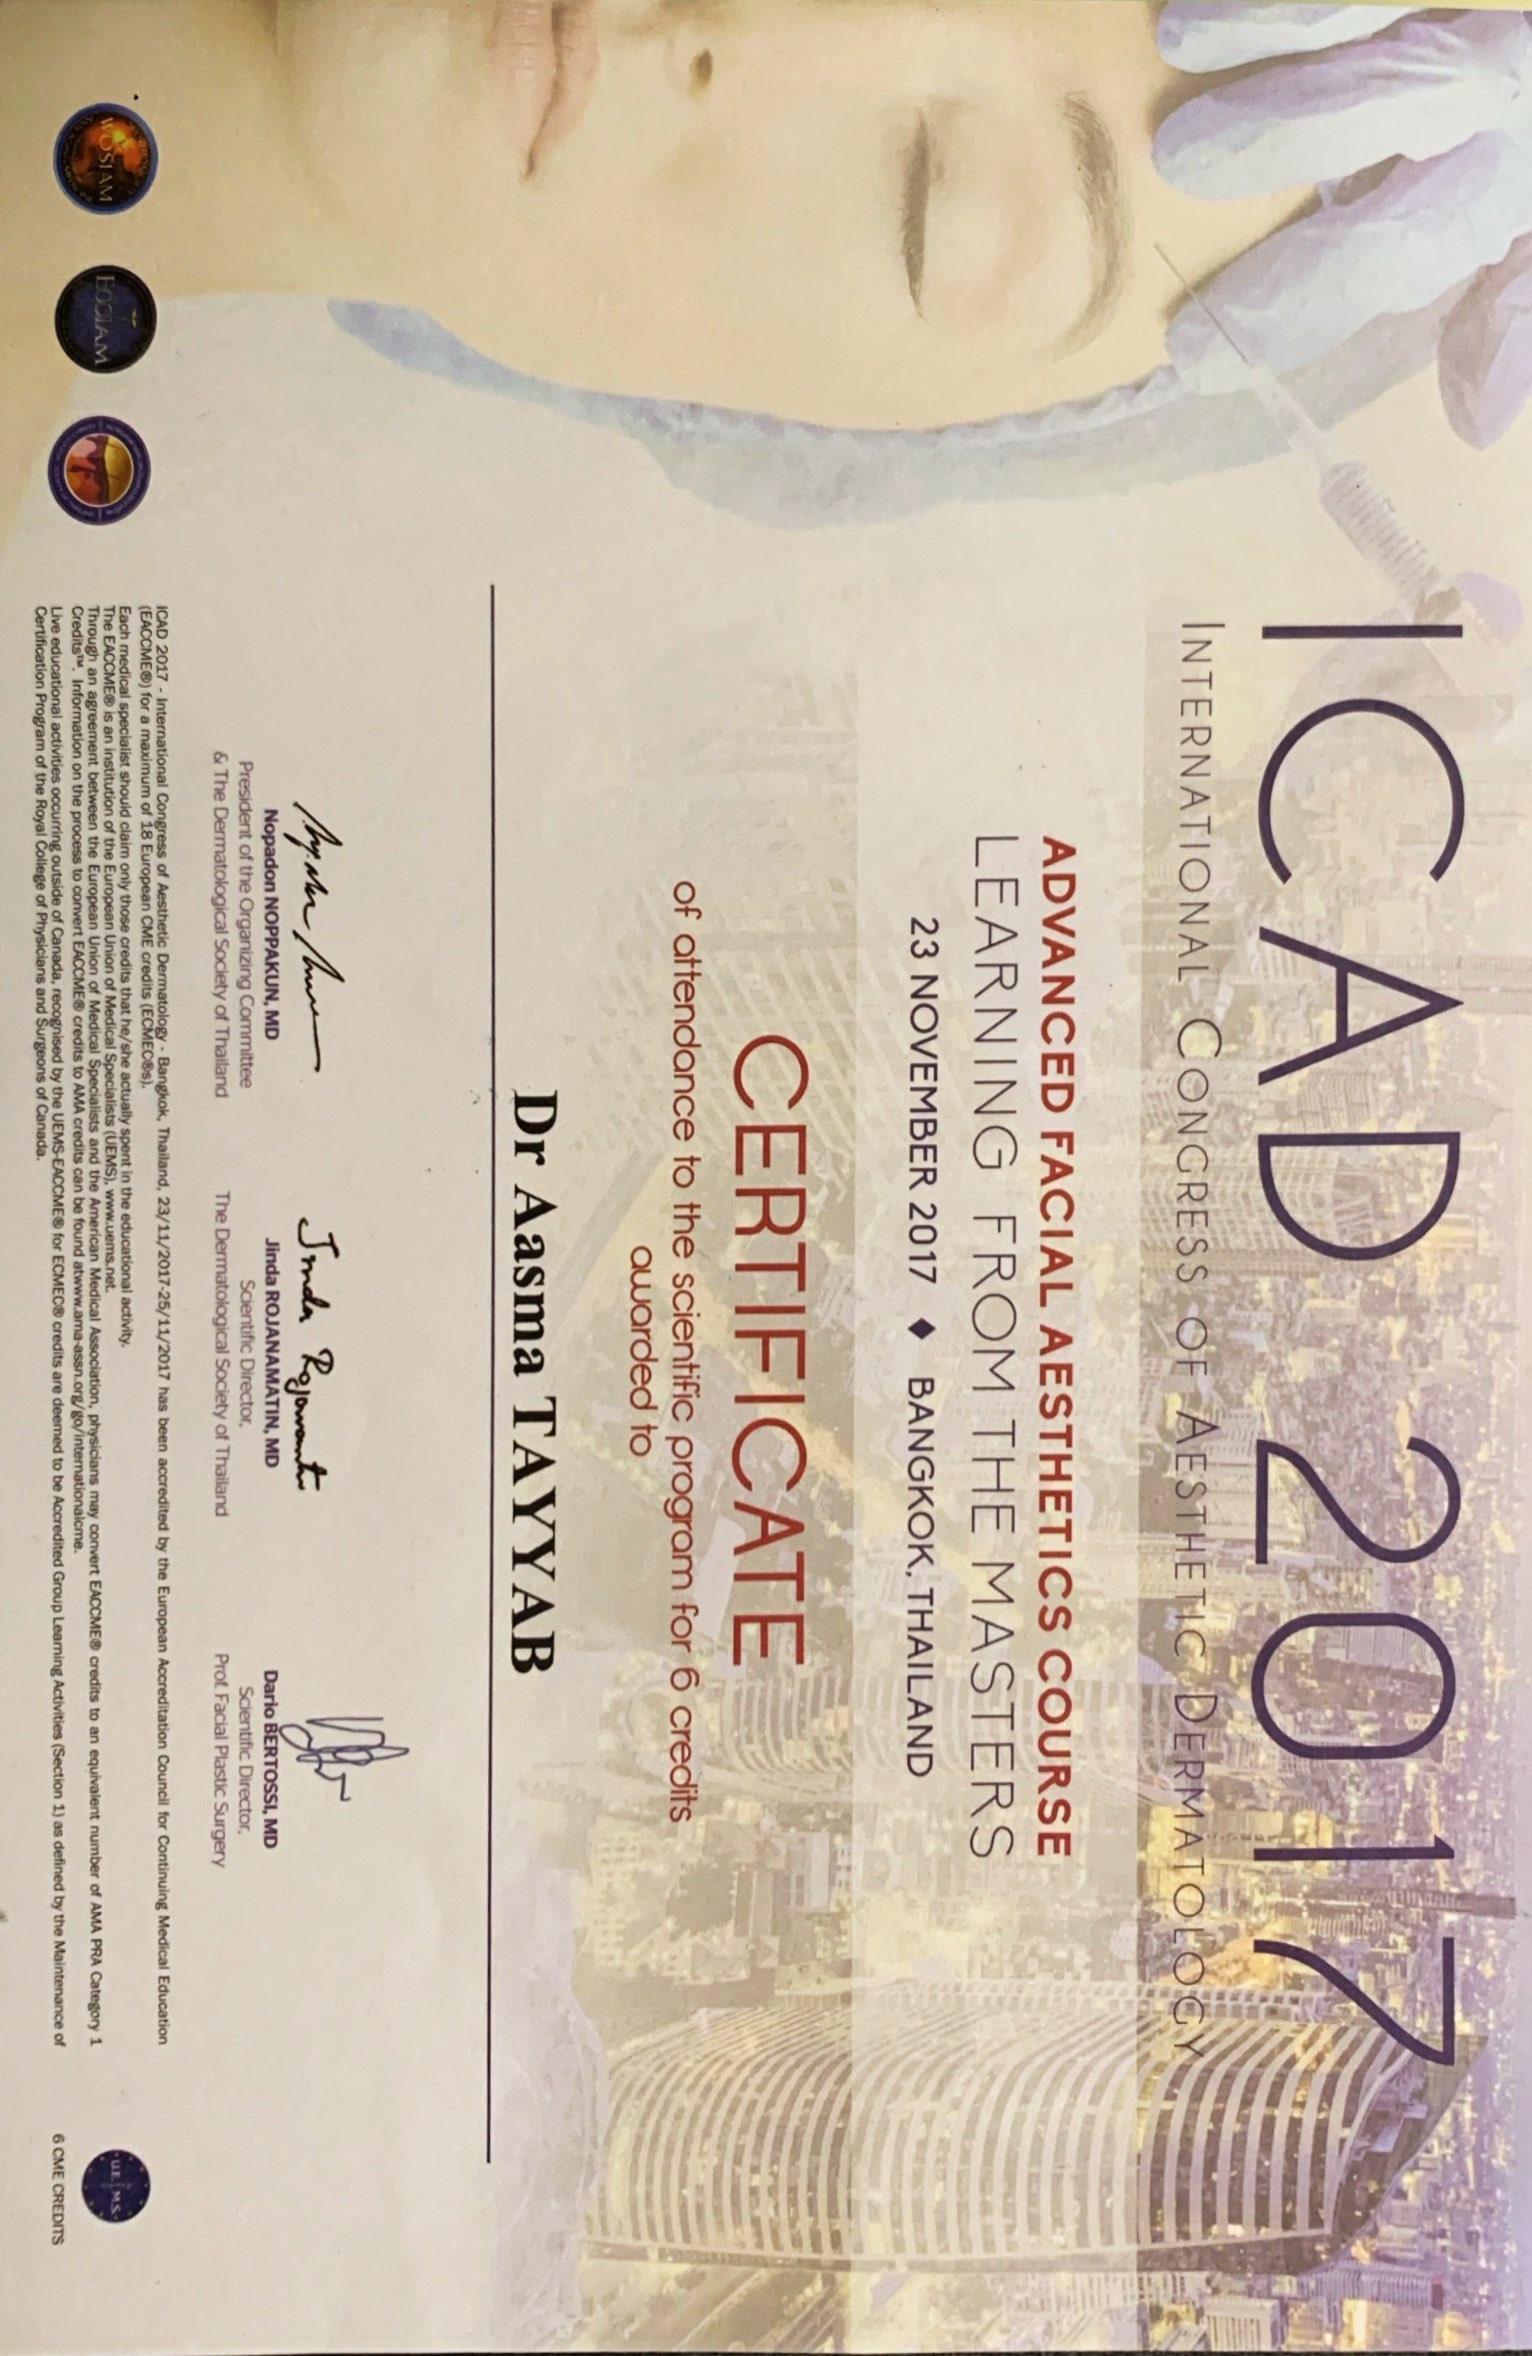 ICAD 2017
INTERNATIONAL CONGRESS OF AESTHETIC DERMATOLOGY
ADVANCED FACIAL AESTHETICS COURSE
LEARNING FROM THE MASTERS
23 NOVEMBER 2017 ♦ BANGKOK, THAILAND
CERTIFICATE
of attendance to the scientific program for 6 credits
awarded to
Dr Aasma TAYYAB
Jinda
Nopadon NOPPAKUN, MD
President of the Organizing Committee
& The Dermatological Society of Thailand
Jinda ROJANAMATIN, MD
Scientific Director,
The Dermatological Society of Thailand
Dario BERTOSSI, MD
Scientific Director,
Prof. Facial Plastic Surgery
ICAD 2017 - International Congress of Aesthetic Dermatology - Bangkok, Thailand, 23/11/2017-25/11/2017 has been accredited by the European Accreditation Council for Continuing Medical Education
(EACCME®) for a maximum of 18 European CME credits (ECMEC®s).
Each medical specialist should claim only those credits that he/she actually spent in the educational activity.
The EACCME® is an institution of the European Union of Medical Specialists (UEMS), www.uems.net.
Through an agreement between the European Union of Medical Specialists and the American Medical Association, physicians may convert EACCME® credits to an equivalent number of AMA PRA Category 1
Credits™. Information on the process to convert EACCME® credits to AMA credits can be found atwww.ama-assn.org/go/internationalcme.
Live educational activities occurring outside of Canada, recognised by the UEMS-EACCME® for ECMEC® credits are deemed to be Accredited Group Learning Activities (Section 1) as defined by the Maintenance of
Certification Program of the Royal College of Physicians and Surgeons of Canada.
WOSIAM
U.E.M.S.
6 CME CREDITS